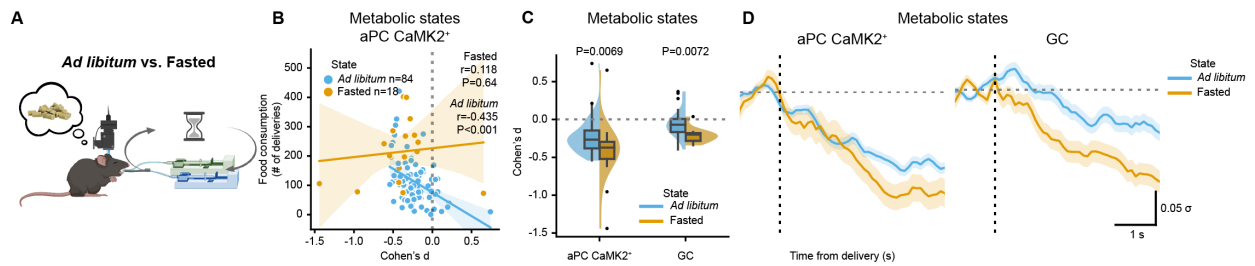 A
Ad libitum vs. Fasted
B
Metabolic states
aPC CaMK2⁺
Food consumption
(# of deliveries)
500
400
300
200
100
0
State
Ad libitum n=84
Fasted n=18
Fasted
r=0.118
P=0.64
Ad libitum
r=-0.435
P<0.001
-1.5
-1.0
-0.5
0.0
0.5
Cohen's d
C
Metabolic states
P=0.0069
P=0.0072
Cohen's d
0.5
0.0
-0.5
-1.0
-1.5
State
Ad libitum
Fasted
aPC CaMK2⁺
GC
D
Metabolic states
aPC CaMK2⁺
GC
State
Ad libitum
Fasted
0.05 σ
1 s
Time from delivery (s)